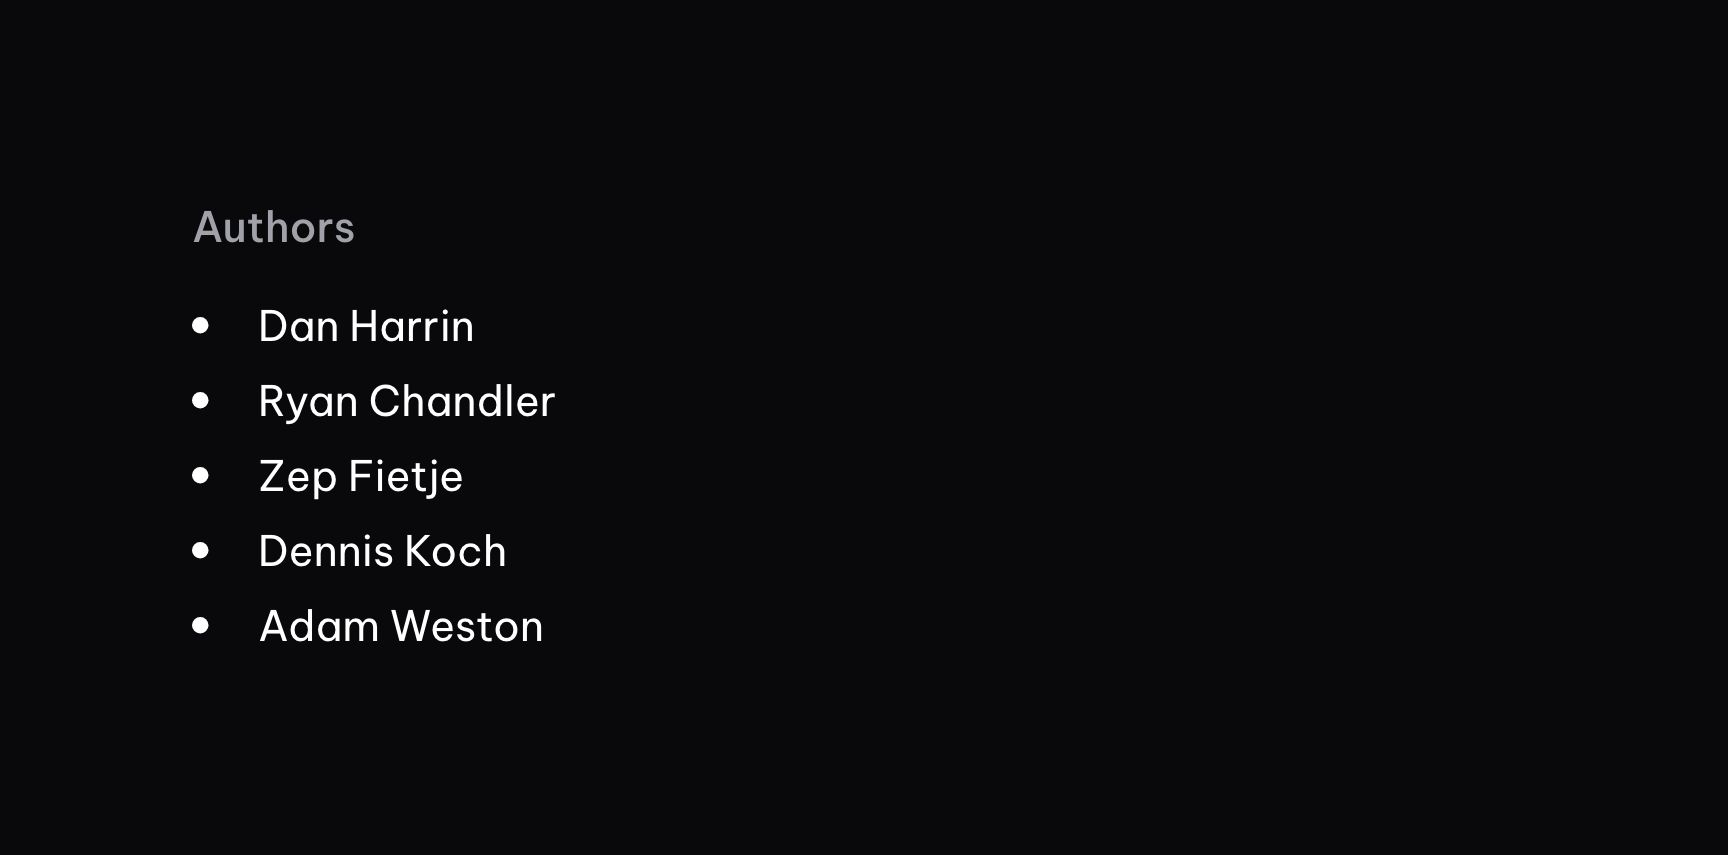 Authors
• Dan Harrin
• Ryan Chandler
• Zep Fietje
• Dennis Koch
• Adam Weston